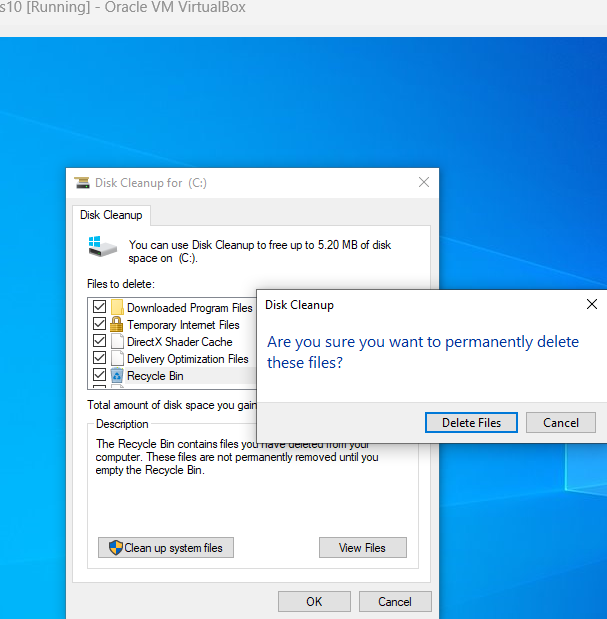 s10 [Running] - Oracle VM VirtualBox
Disk Cleanup for  (C:)
Disk Cleanup
You can use Disk Cleanup to free up to 5.20 MB of disk
space on  (C:).
Files to delete:
Downloaded Program Files
Temporary Internet Files
DirectX Shader Cache
Delivery Optimization Files
Recycle Bin
Disk Cleanup
Are you sure you want to permanently delete
these files?
Delete Files
Cancel
Total amount of disk space you gain
Description
The Recycle Bin contains files you have deleted from your
computer. These files are not permanently removed until you
empty the Recycle Bin.
Clean up system files
View Files
OK
Cancel